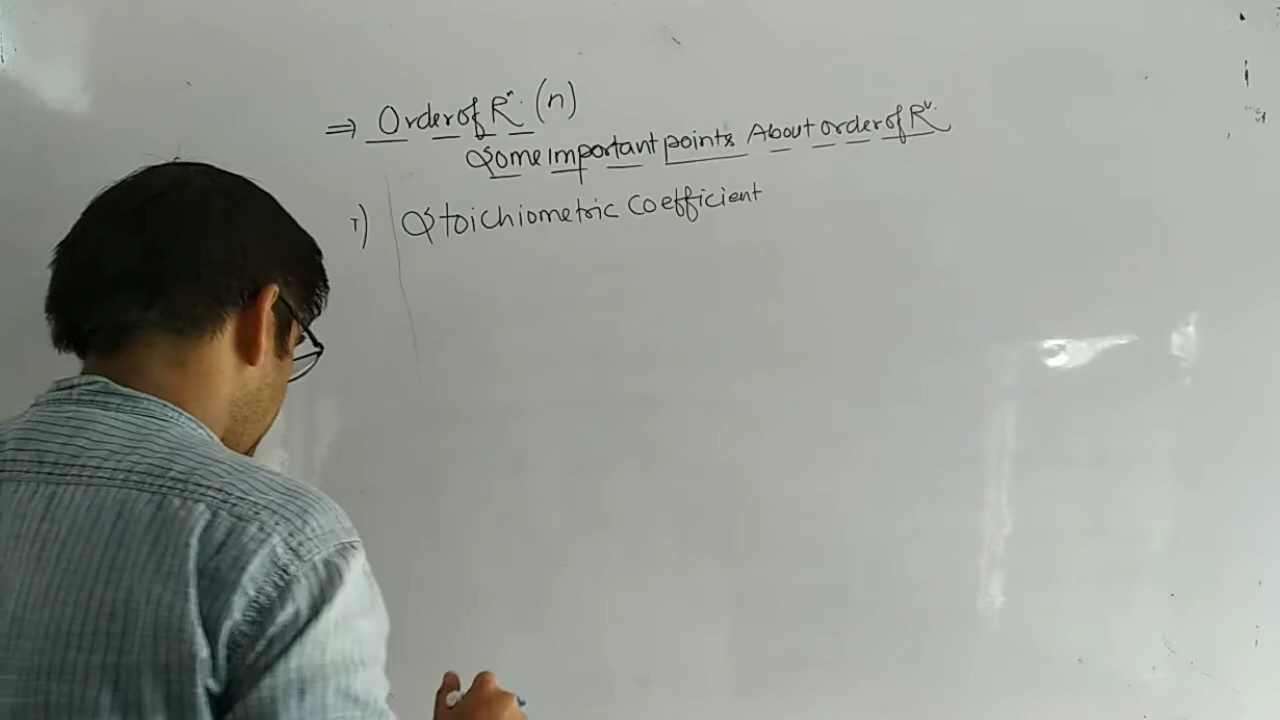 ⇒ Order of Rⁿ. (n)
Some Important points About order of Rⁿ.
1) Stoichiometric Coefficient